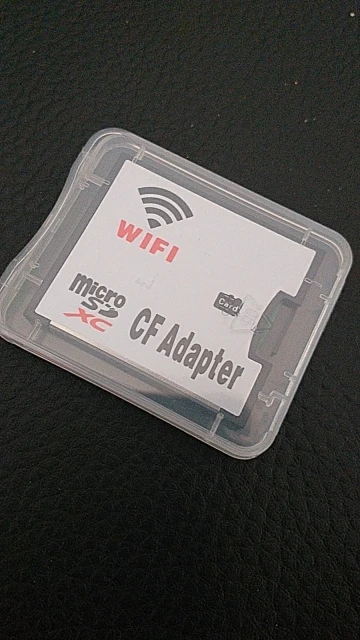 WIFI
Card
micro
SD
XC
CF Adapter